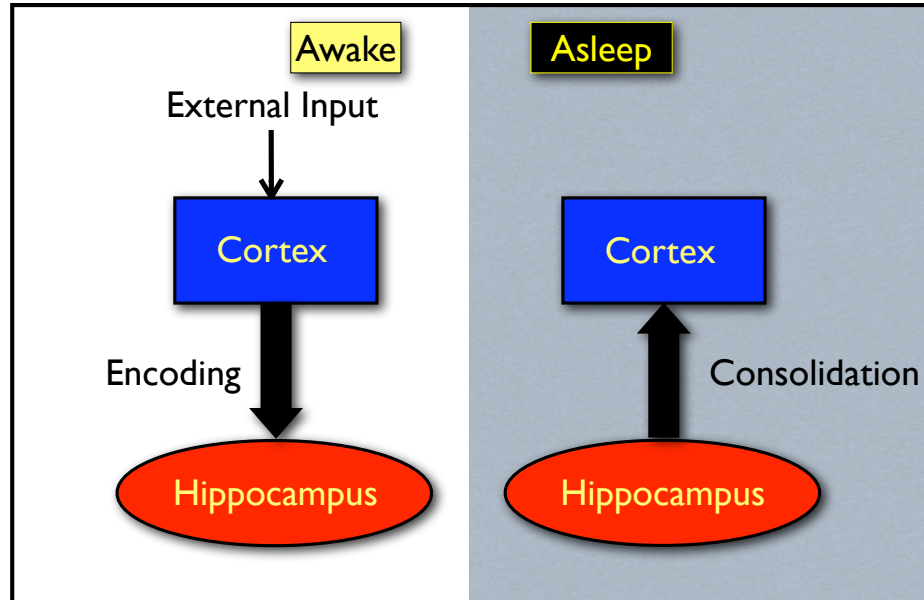 Awake
External Input
Cortex
Encoding
Hippocampus
Asleep
Cortex
Consolidation
Hippocampus